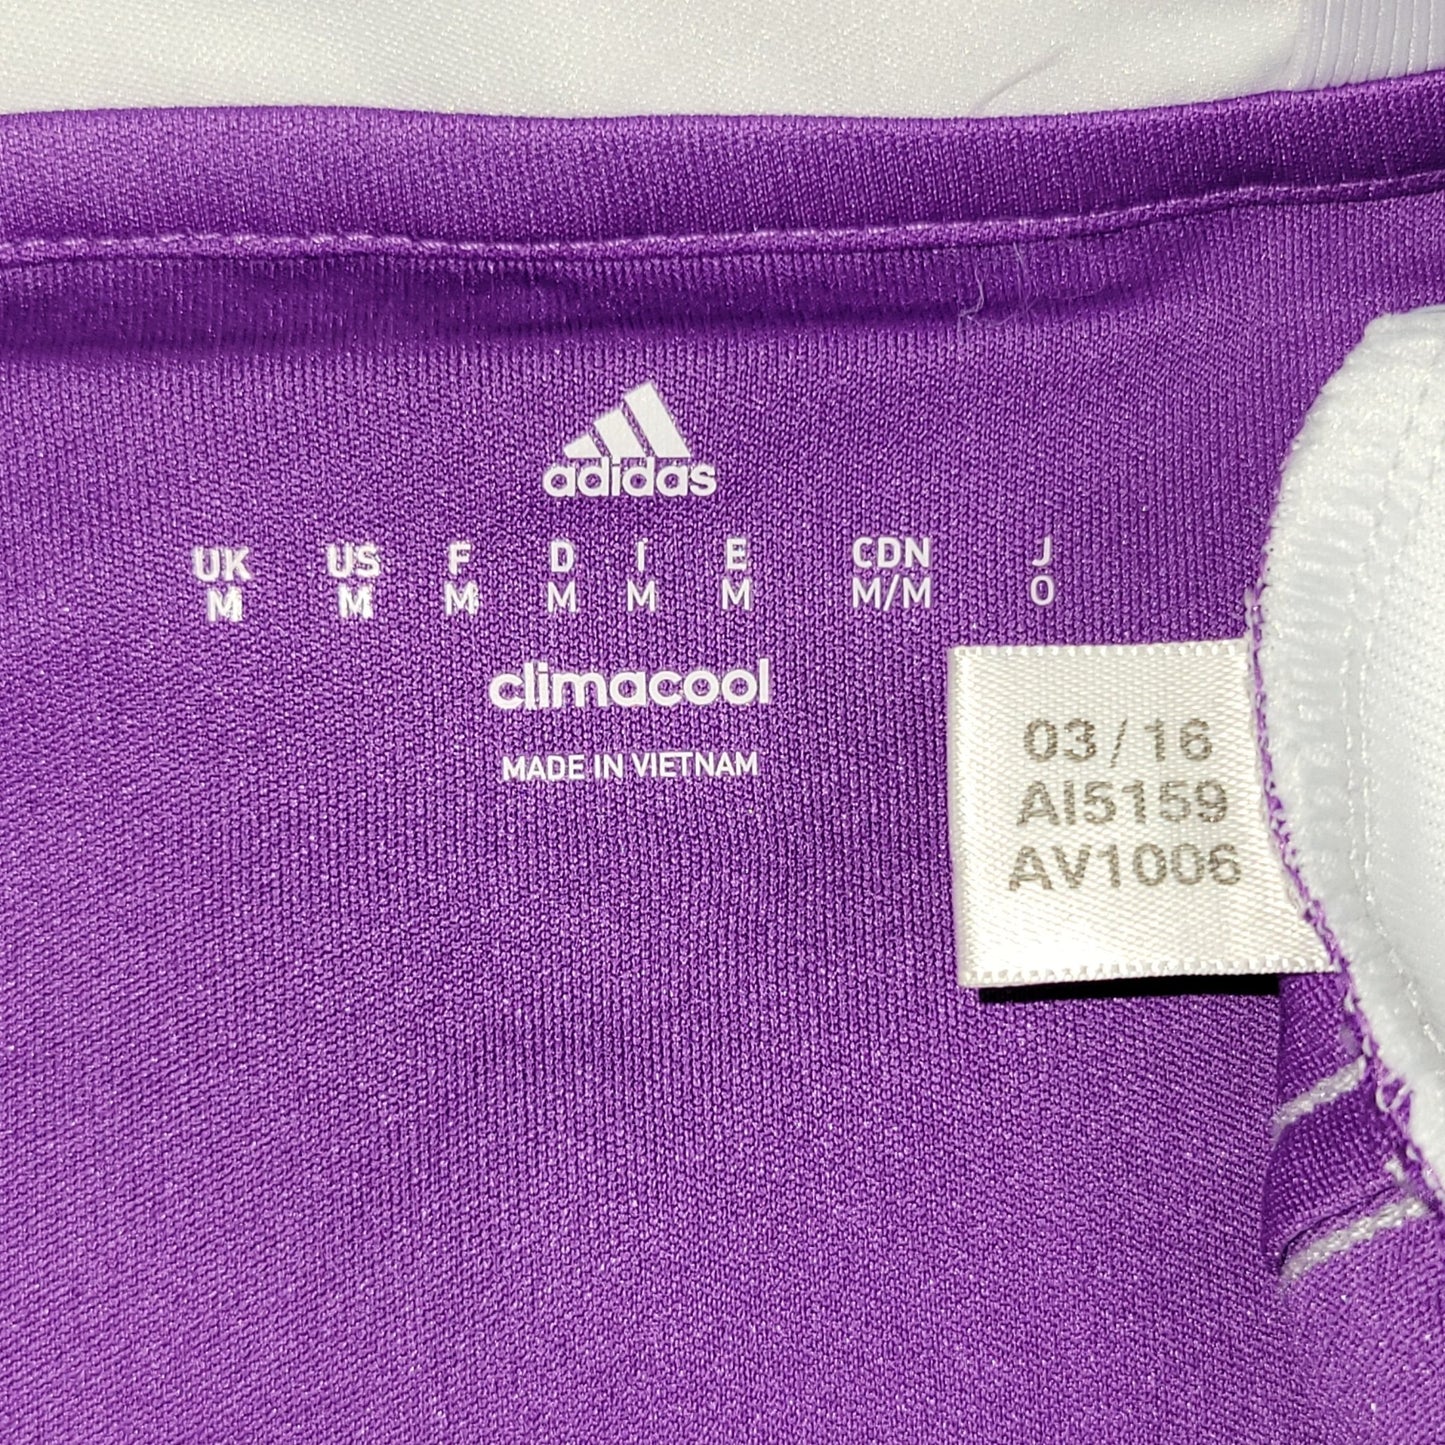 adidas
UK US F D I E CDN J
M M M M M M M/M O
climacool
MADE IN VIETNAM
03/16
AI5159
AV1006